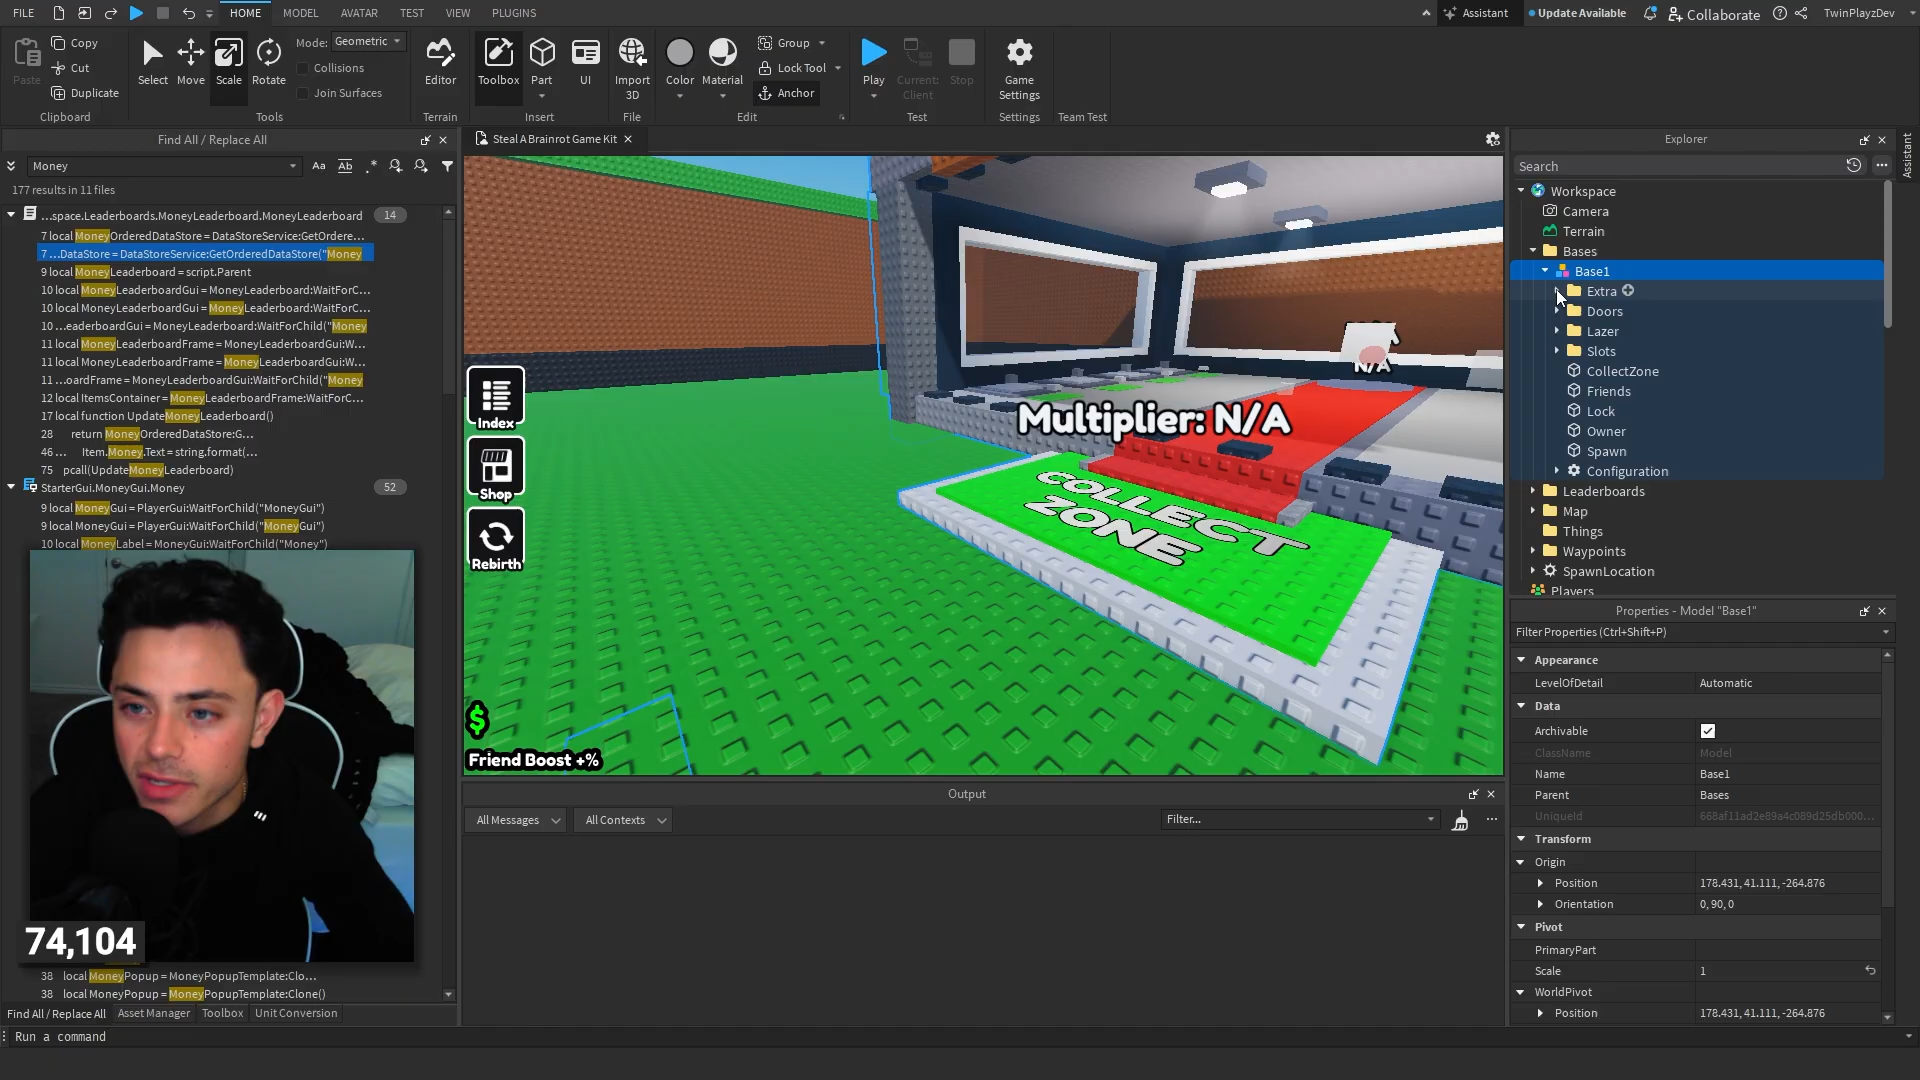 FILE HOME MODEL AVATAR TEST VIEW PLUGINS Assistant Update Available Collaborate TwinPlayzDev
Paste Copy Cut Duplicate Clipboard
Select Move Scale Rotate Mode: Geometric Collisions Join Surfaces Tools
Editor Terrain
Toolbox Part UI Insert
Import 3D File
Color Material Group Lock Tool Anchor Edit
Play Current: Client Stop Test
Game Settings Settings
Team Test
Find All / Replace All
Money
Aa Ab .*
177 results in 11 files
...space.Leaderboards.MoneyLeaderboard.MoneyLeaderboard 14
7 local MoneyOrderedDataStore = DataStoreService:GetOrdere...
7 ...DataStore = DataStoreService:GetOrderedDataStore("Money
9 local MoneyLeaderboard = script.Parent
10 local MoneyLeaderboardGui = MoneyLeaderboard:WaitForC...
10 local MoneyLeaderboardGui = MoneyLeaderboard:WaitForC...
10 ...eaderboardGui = MoneyLeaderboard:WaitForChild("Money
11 local MoneyLeaderboardFrame = MoneyLeaderboardGui:W...
11 local MoneyLeaderboardFrame = MoneyLeaderboardGui:W...
11 ...oardFrame = MoneyLeaderboardGui:WaitForChild("Money
12 local ItemsContainer = MoneyLeaderboardFrame:WaitForC...
17 local function UpdateMoneyLeaderboard()
28 return MoneyOrderedDataStore:G...
46 ... Item.Money.Text = string.format(...
75 pcall(UpdateMoneyLeaderboard)
StarterGui.MoneyGui.Money 52
9 local MoneyGui = PlayerGui:WaitForChild("MoneyGui")
9 local MoneyGui = PlayerGui:WaitForChild("MoneyGui")
10 local MoneyLabel = MoneyGui:WaitForChild("Money")
74,104
38 local MoneyPopup = MoneyPopupTemplate:Clo...
38 local MoneyPopup = MoneyPopupTemplate:Clone()
Find All / Replace All Asset Manager Toolbox Unit Conversion
Run a command
Steal A Brainrot Game Kit
N/A
Multiplier: N/A
COLLECT
ZONE
Index
Shop
Rebirth
$
Friend Boost +%
Output
All Messages All Contexts Filter...
Explorer
Assistant
Search
Workspace
Camera
Terrain
Bases
Base1
Extra
Doors
Lazer
Slots
CollectZone
Friends
Lock
Owner
Spawn
Configuration
Leaderboards
Map
Things
Waypoints
SpawnLocation
Players
Properties - Model "Base1"
Filter Properties (Ctrl+Shift+P)
Appearance
LevelOfDetail Automatic
Data
Archivable
ClassName Model
Name Base1
Parent Bases
UniqueId 668af11ad2e89a4c089d25db000...
Transform
Origin
Position 178.431, 41.111, -264.876
Orientation 0, 90, 0
Pivot
PrimaryPart
Scale 1
WorldPivot
Position 178.431, 41.111, -264.876